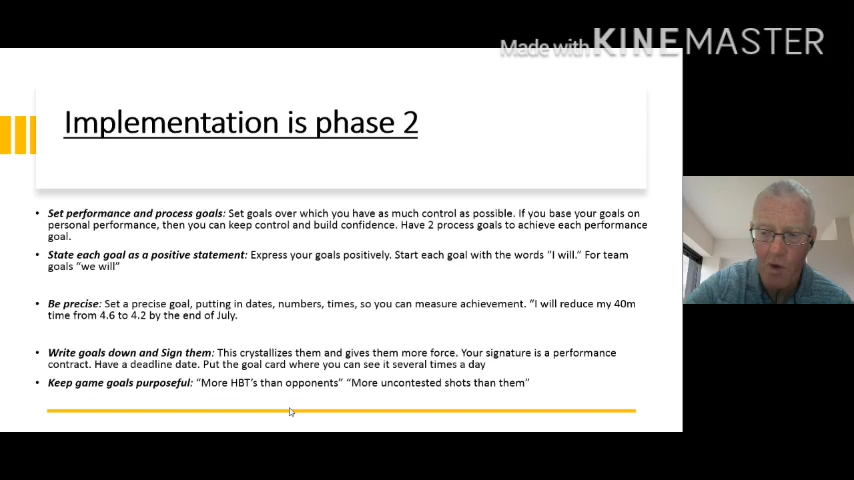 Made with KINEMASTER
Implementation is phase 2
• Set performance and process goals: Set goals over which you have as much control as possible. If you base your goals on
personal performance, then you can keep control and build confidence. Have 2 process goals to achieve each performance
goal.
• State each goal as a positive statement: Express your goals positively. Start each goal with the words "I will." For team
goals "we will"
• Be precise: Set a precise goal, putting in dates, numbers, times, so you can measure achievement. "I will reduce my 40m
time from 4.6 to 4.2 by the end of July.
• Write goals down and Sign them: This crystallizes them and gives them more force. Your signature is a performance
contract. Have a deadline date. Put the goal card where you can see it several times a day
• Keep game goals purposeful: "More HBT's than opponents" "More uncontested shots than them"